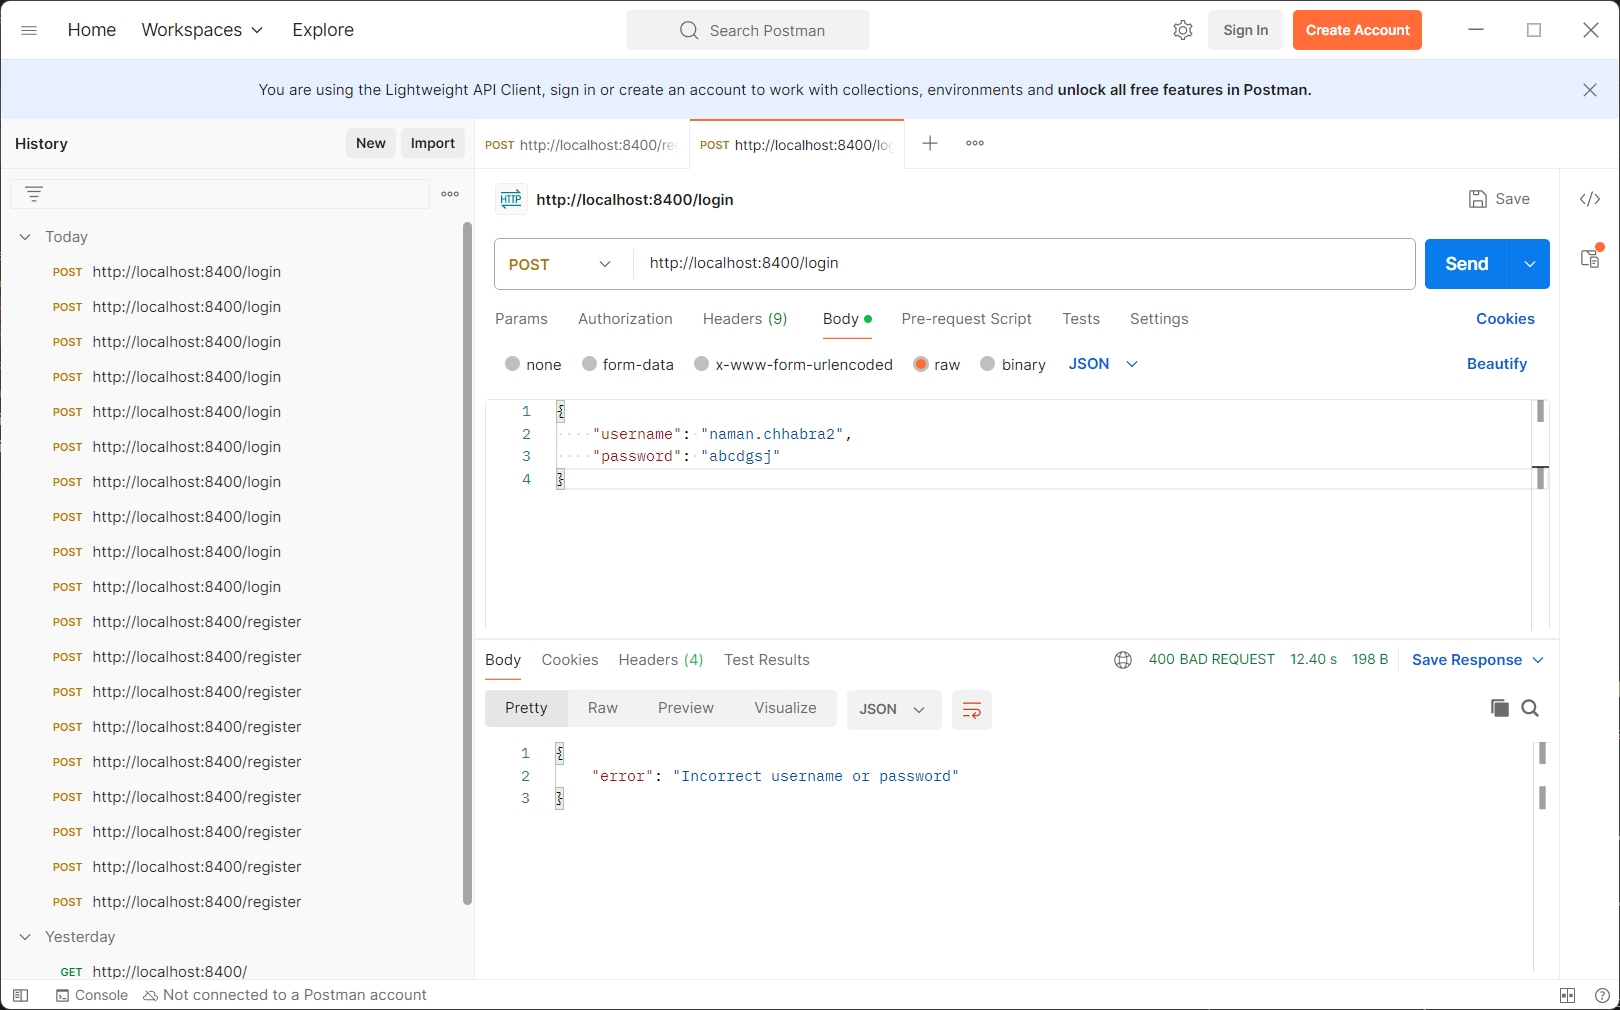 Home Workspaces Explore Search Postman Sign In Create Account
You are using the Lightweight API Client, sign in or create an account to work with collections, environments and unlock all free features in Postman.
History New Import
Today
POST http://localhost:8400/login
POST http://localhost:8400/login
POST http://localhost:8400/login
POST http://localhost:8400/login
POST http://localhost:8400/login
POST http://localhost:8400/login
POST http://localhost:8400/login
POST http://localhost:8400/login
POST http://localhost:8400/login
POST http://localhost:8400/login
POST http://localhost:8400/register
POST http://localhost:8400/register
POST http://localhost:8400/register
POST http://localhost:8400/register
POST http://localhost:8400/register
POST http://localhost:8400/register
POST http://localhost:8400/register
POST http://localhost:8400/register
POST http://localhost:8400/register
Yesterday
GET http://localhost:8400/
POST http://localhost:8400/re POST http://localhost:8400/lo
HTTP http://localhost:8400/login Save </>
POST http://localhost:8400/login Send
Params Authorization Headers (9) Body Pre-request Script Tests Settings Cookies
none form-data x-www-form-urlencoded raw binary JSON Beautify
1 {
2 "username": "naman.chhabra2",
3 "password": "abcdgsj"
4 }
Body Cookies Headers (4) Test Results 400 BAD REQUEST 12.40 s 198 B Save Response
Pretty Raw Preview Visualize JSON
1 {
2 "error": "Incorrect username or password"
3 }
Console Not connected to a Postman account